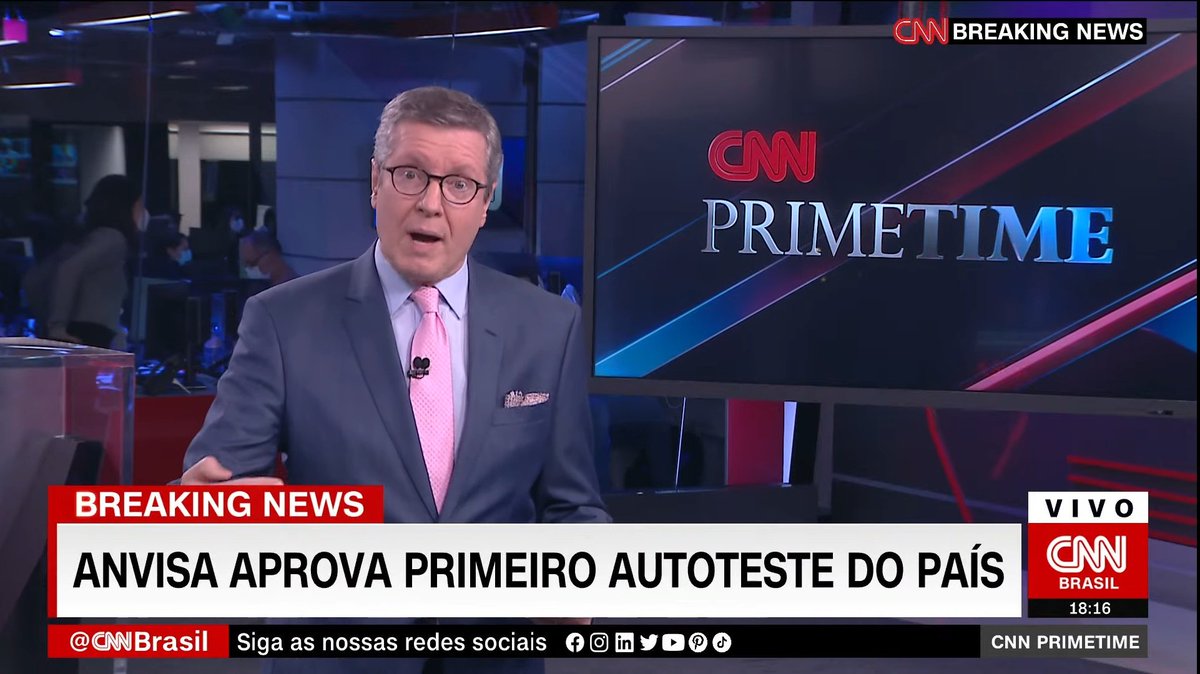 CNN BREAKING NEWS
CNN
PRIMETIME
BREAKING NEWS
ANVISA APROVA PRIMEIRO AUTOTESTE DO PAÍS
VIVO
CNN
BRASIL
18:16
@CNNBrasil Siga as nossas redes sociais
CNN PRIMETIME